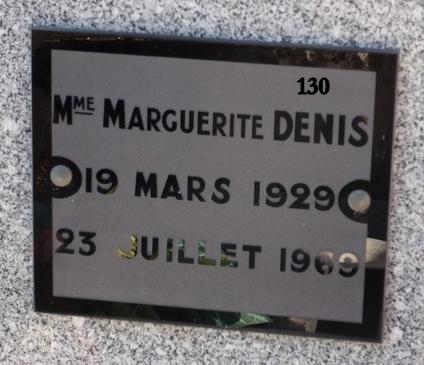 130
Mme Marguerite DENIS
19 MARS 1929
23 JUILLET 1969